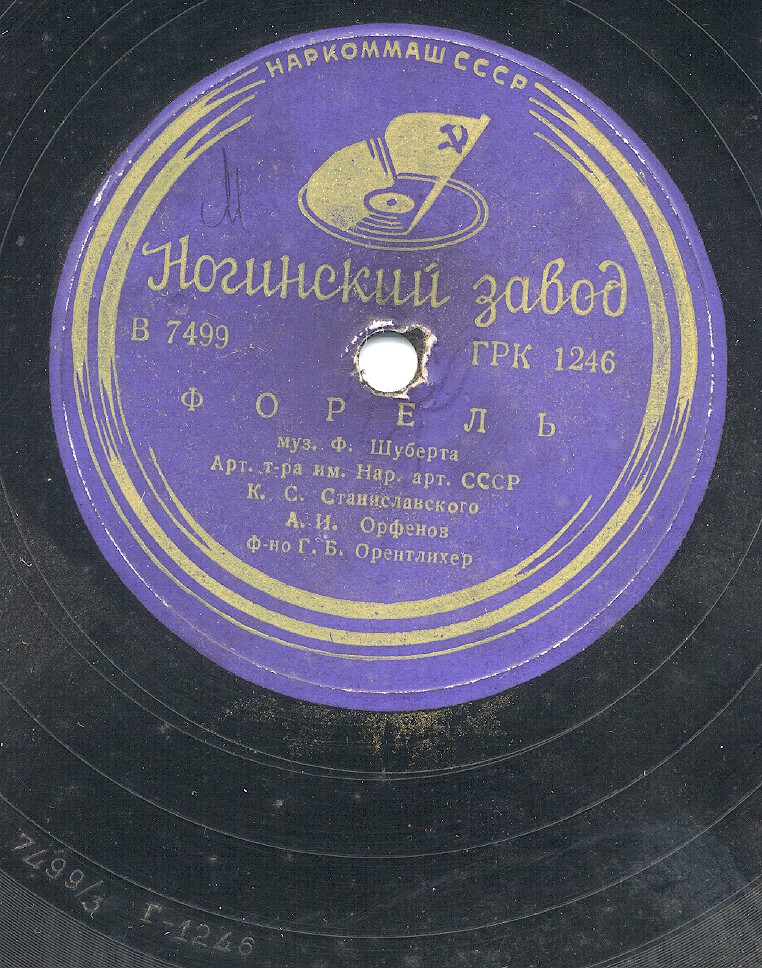 НАРКОММАШ СССР
М
Ногинский завод
В 7499
ГРК 1246
ФОРЕЛЬ
муз. Ф. Шуберта
Арт. т-ра им. Нар. арт. СССР
К. С. Станиславского
А. И. Орфенов
ф-но Г. Б. Орентлихер
7499/3 Г-1246